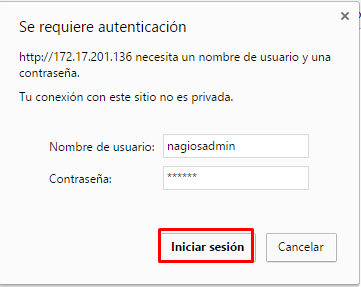 Se requiere autenticación
http://172.17.201.136 necesita un nombre de usuario y una
contraseña.
Tu conexión con este sitio no es privada.
Nombre de usuario: nagiosadmin
Contraseña: ******
Iniciar sesión Cancelar